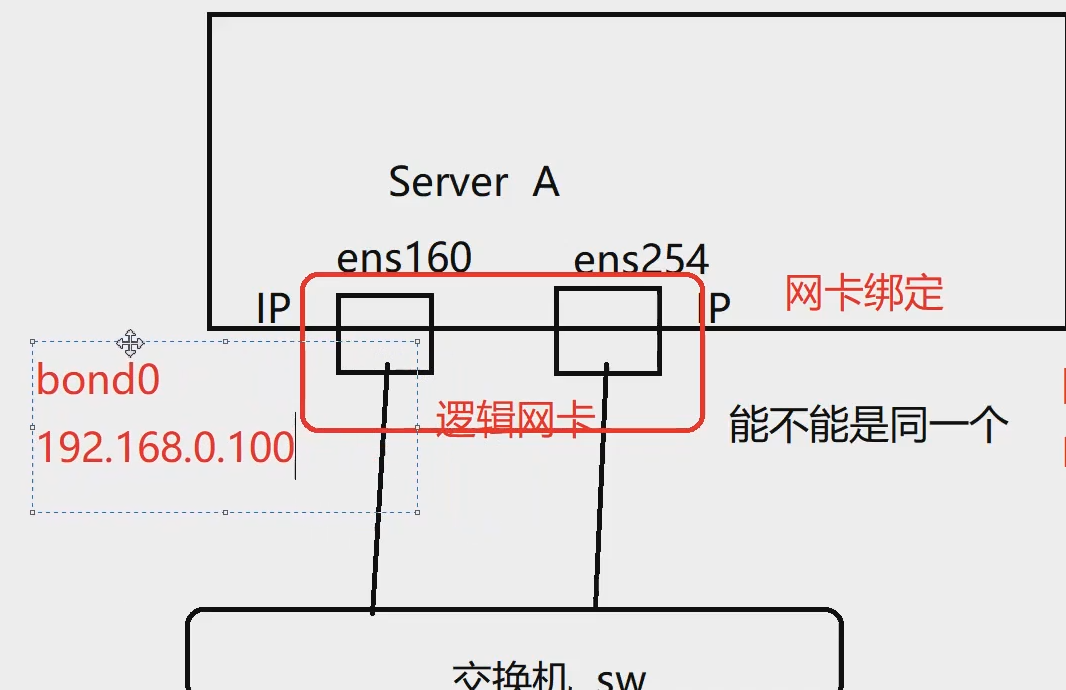 Server A
ens160
ens254
IP
IP
网卡绑定
bond0
192.168.0.100
逻辑网卡
能不能是同一个
交换机 sw